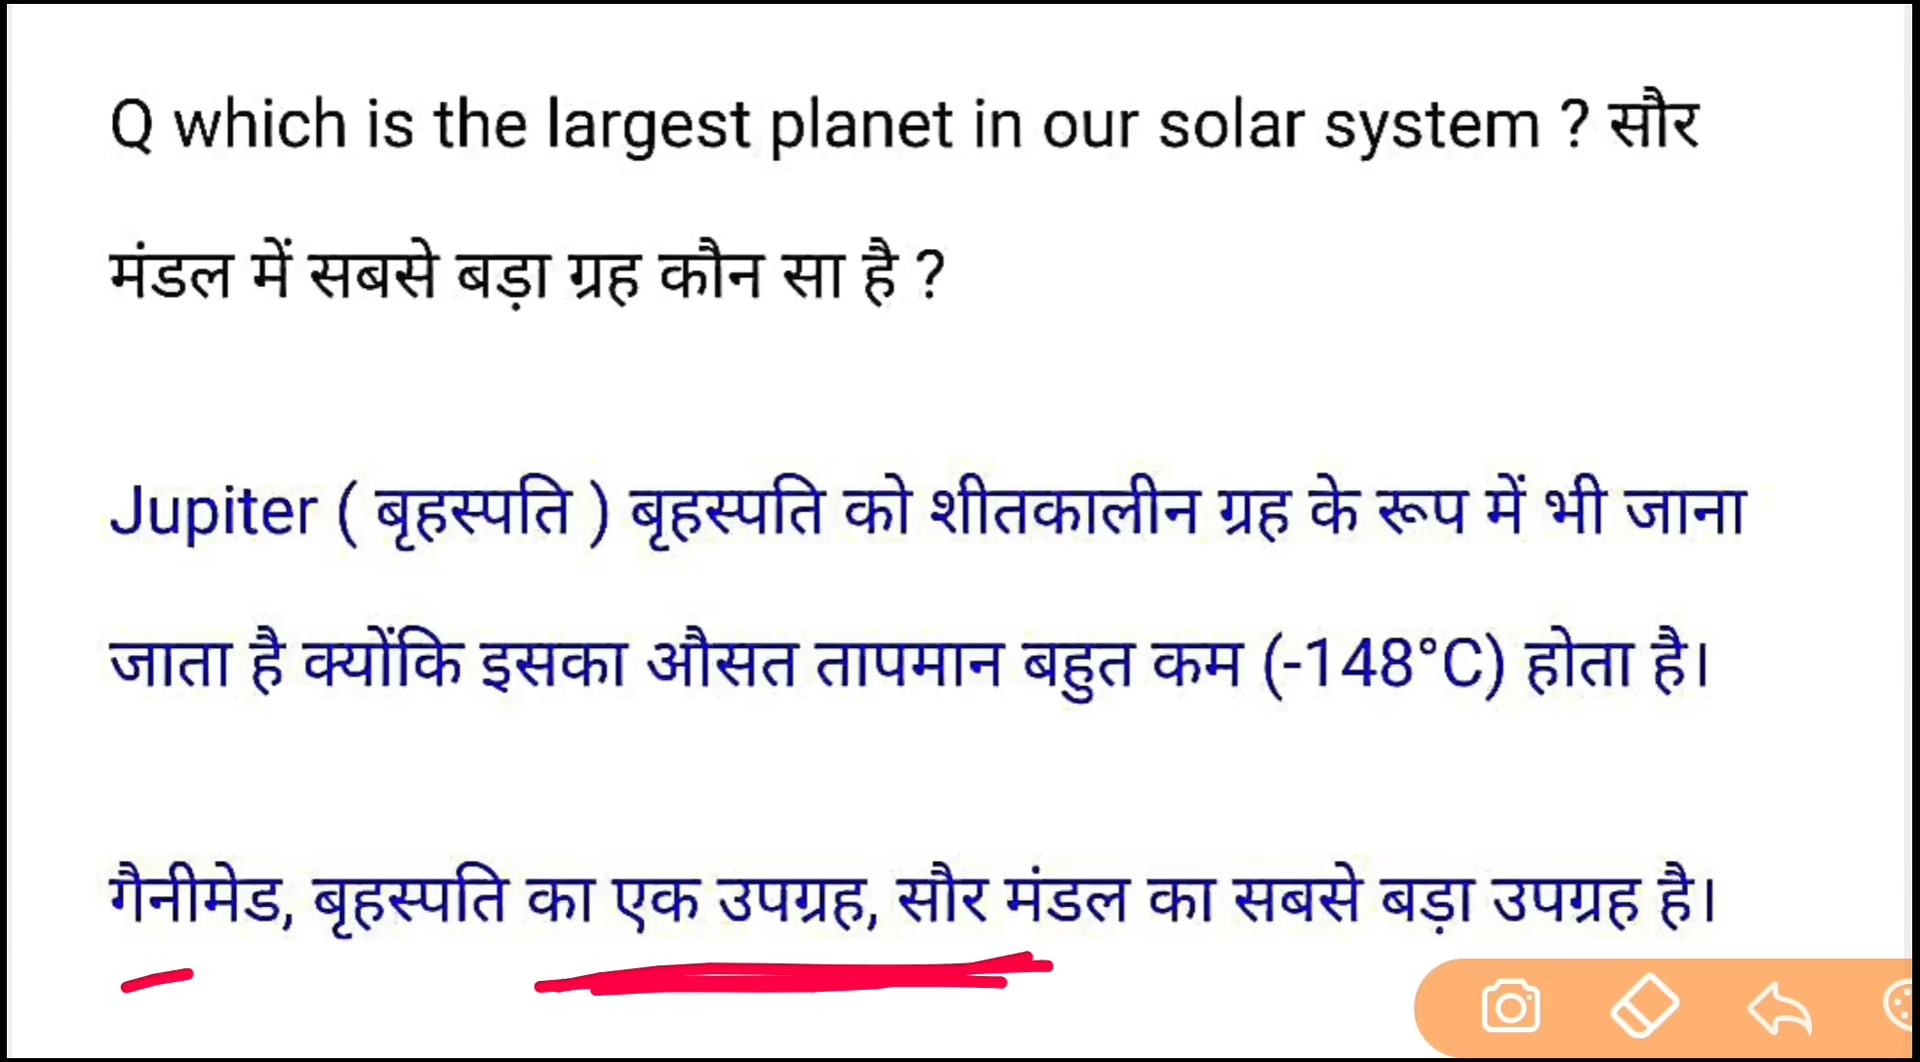 Q which is the largest planet in our solar system ? सौर
मंडल में सबसे बड़ा ग्रह कौन सा है ?
Jupiter ( बृहस्पति ) बृहस्पति को शीतकालीन ग्रह के रूप में भी जाना
जाता है क्योंकि इसका औसत तापमान बहुत कम (-148°C) होता है।
गैनीमेड, बृहस्पति का एक उपग्रह, सौर मंडल का सबसे बड़ा उपग्रह है।